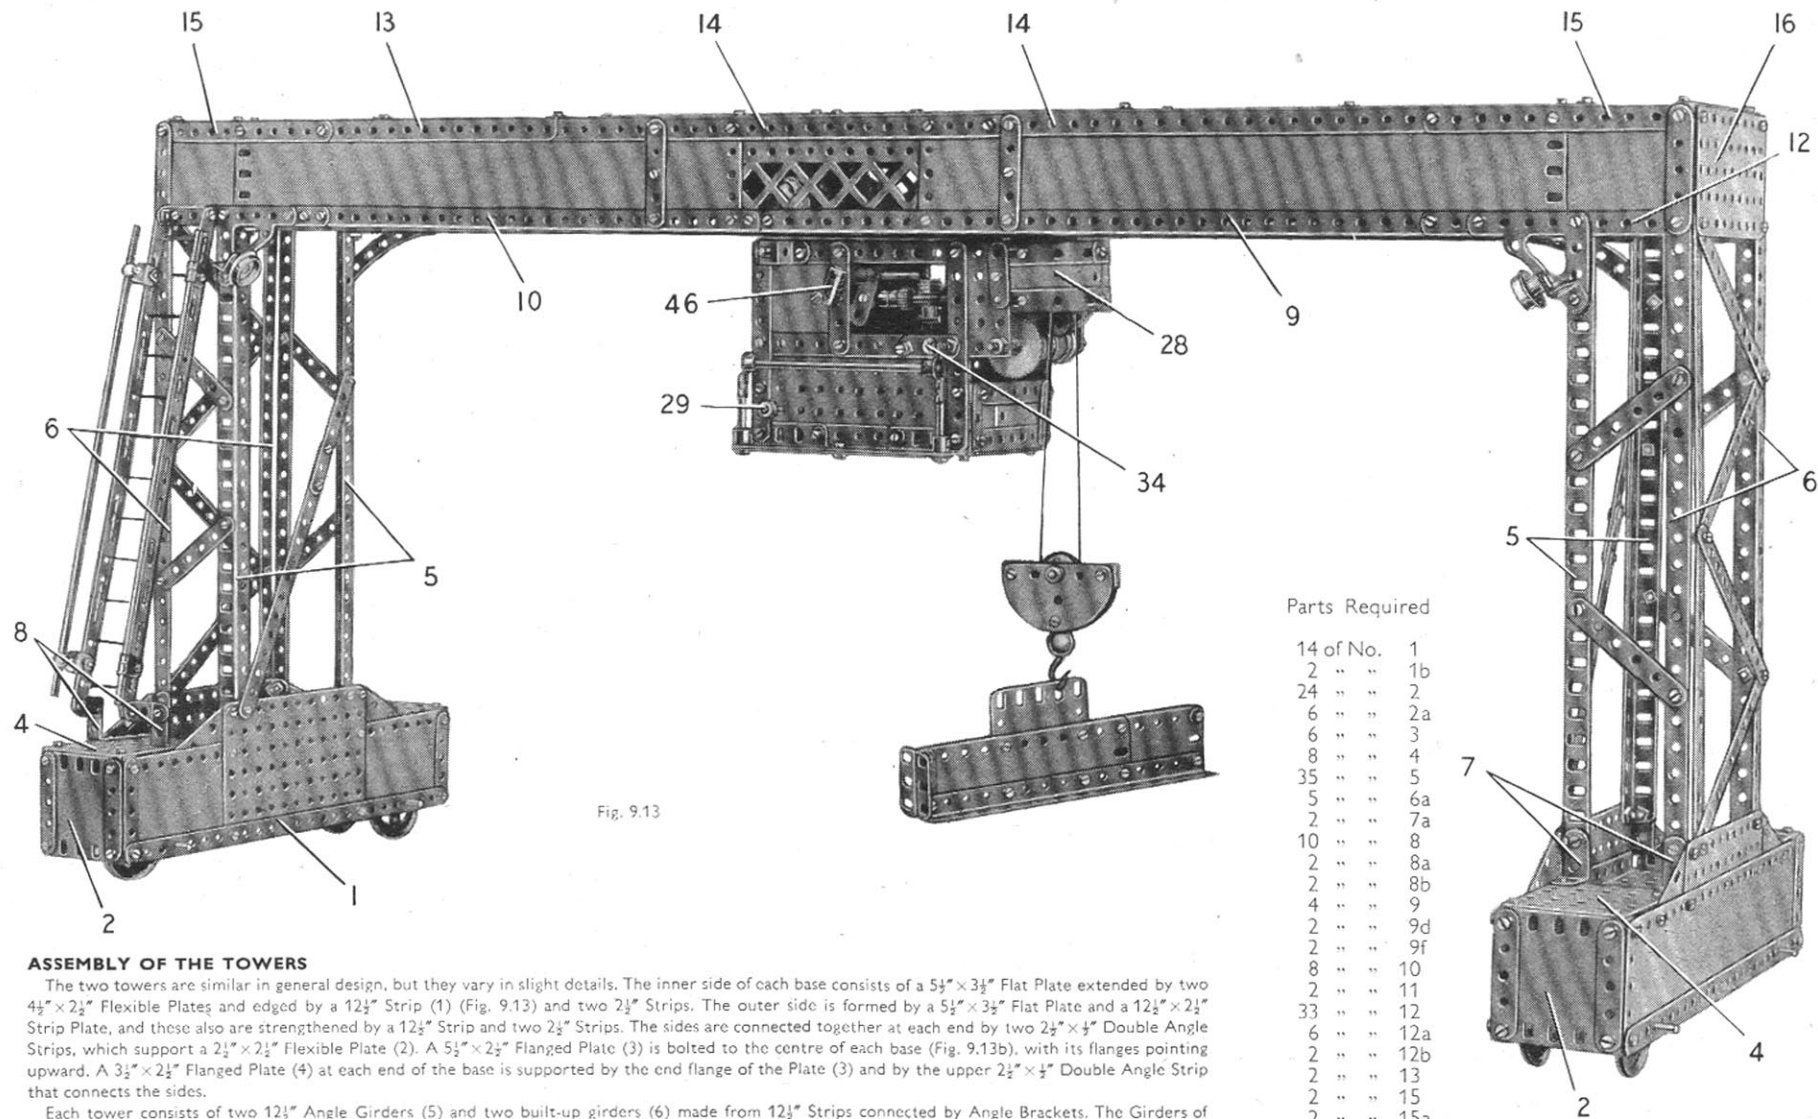 15 13 14 14 15 16
12
10 9
46 28
29
34
6 6
5 5
8
4
7
Fig. 9.13
1
2
4
2
Parts Required
14 of No. 1
2 " " 1b
24 " " 2
6 " " 2a
6 " " 3
8 " " 4
35 " " 5
5 " " 6a
2 " " 7a
10 " " 8
2 " " 8a
2 " " 8b
4 " " 9
2 " " 9d
2 " " 9f
8 " " 10
2 " " 11
33 " " 12
6 " " 12a
2 " " 12b
2 " " 13
2 " " 15
2 " " 15a
ASSEMBLY OF THE TOWERS
The two towers are similar in general design, but they vary in slight details. The inner side of each base consists of a 5½″ × 3½″ Flat Plate extended by two
4½″ × 2½″ Flexible Plates and edged by a 12½″ Strip (1) (Fig. 9.13) and two 2½″ Strips. The outer side is formed by a 5½″ × 3½″ Flat Plate and a 12½″ × 2½″
Strip Plate, and these also are strengthened by a 12½″ Strip and two 2½″ Strips. The sides are connected together at each end by two 2½″ × ½″ Double Angle
Strips, which support a 2½″ × 2½″ Flexible Plate (2). A 5½″ × 2½″ Flanged Plate (3) is bolted to the centre of each base (Fig. 9.13b), with its flanges pointing
upward. A 3½″ × 2½″ Flanged Plate (4) at each end of the base is supported by the end flange of the Plate (3) and by the upper 2½″ × ½″ Double Angle Strip
that connects the sides.
Each tower consists of two 12½″ Angle Girders (5) and two built-up girders (6) made from 12½″ Strips connected by Angle Brackets. The Girders of